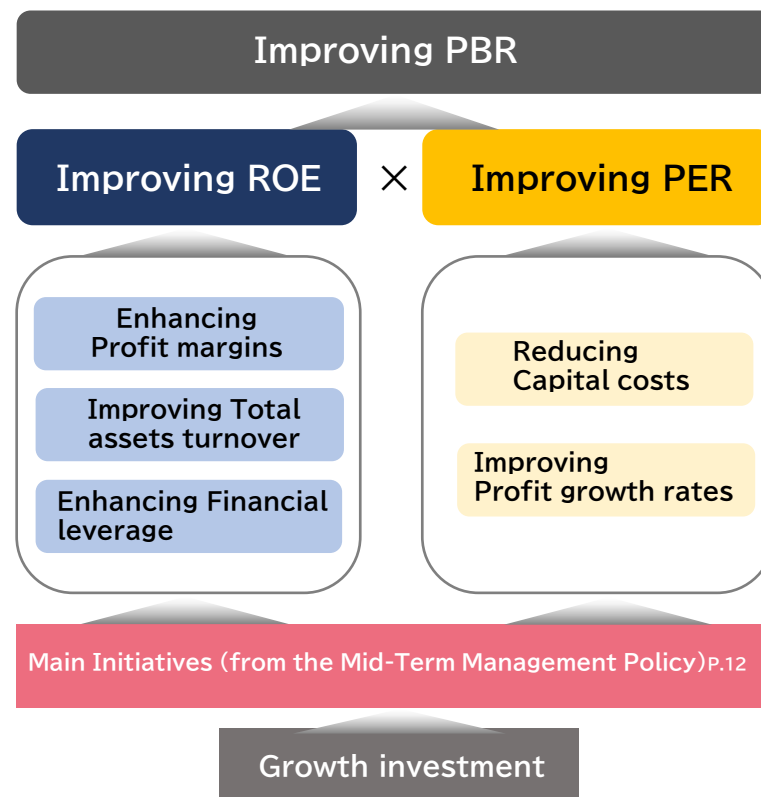 Improving PBR
Improving ROE
×
Improving PER
Enhancing
Profit margins
Improving Total
assets turnover
Enhancing Financial
leverage
Reducing
Capital costs
Improving
Profit growth rates
Main Initiatives (from the Mid-Term Management Policy)P.12
Growth investment